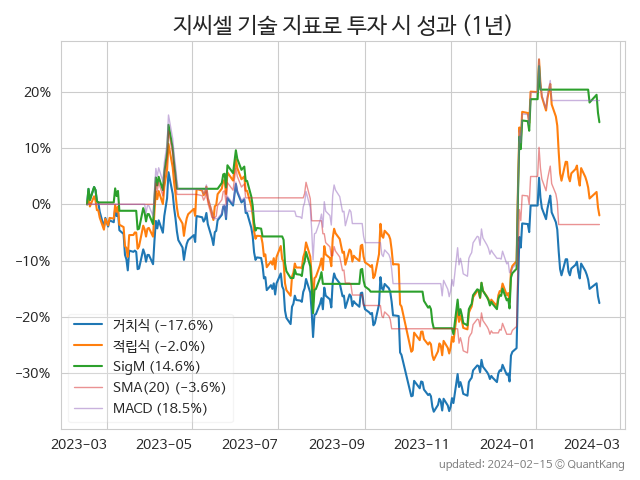 지씨셀 기술 지표로 투자 시 성과 (1년)
20%
10%
0%
−10%
−20%
−30%
거치식 (−17.6%)
적립식 (−2.0%)
SigM (14.6%)
SMA(20) (−3.6%)
MACD (18.5%)
2023-03
2023-05
2023-07
2023-09
2023-11
2024-01
2024-03
updated: 2024-02-15 © QuantKang